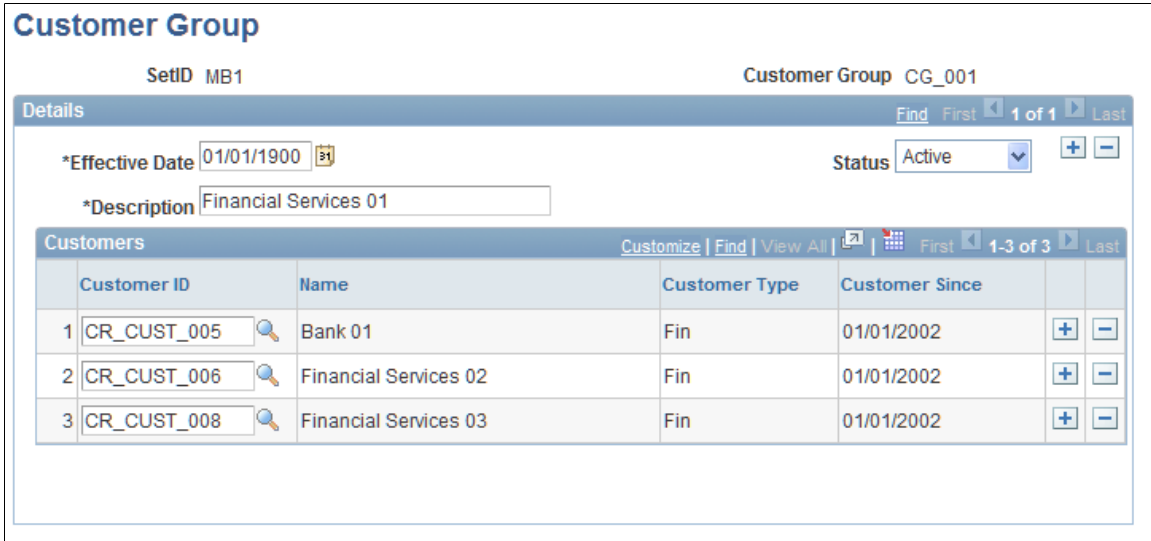 Customer Group
SetID MB1 Customer Group CG_001
Details Find First 1 of 1 Last
*Effective Date 01/01/1900 31 Status Active
*Description Financial Services 01
Customers Customize | Find | View All | | First 1-3 of 3 Last
Customer ID Name Customer Type Customer Since
1 CR_CUST_005 Bank 01 Fin 01/01/2002
2 CR_CUST_006 Financial Services 02 Fin 01/01/2002
3 CR_CUST_008 Financial Services 03 Fin 01/01/2002